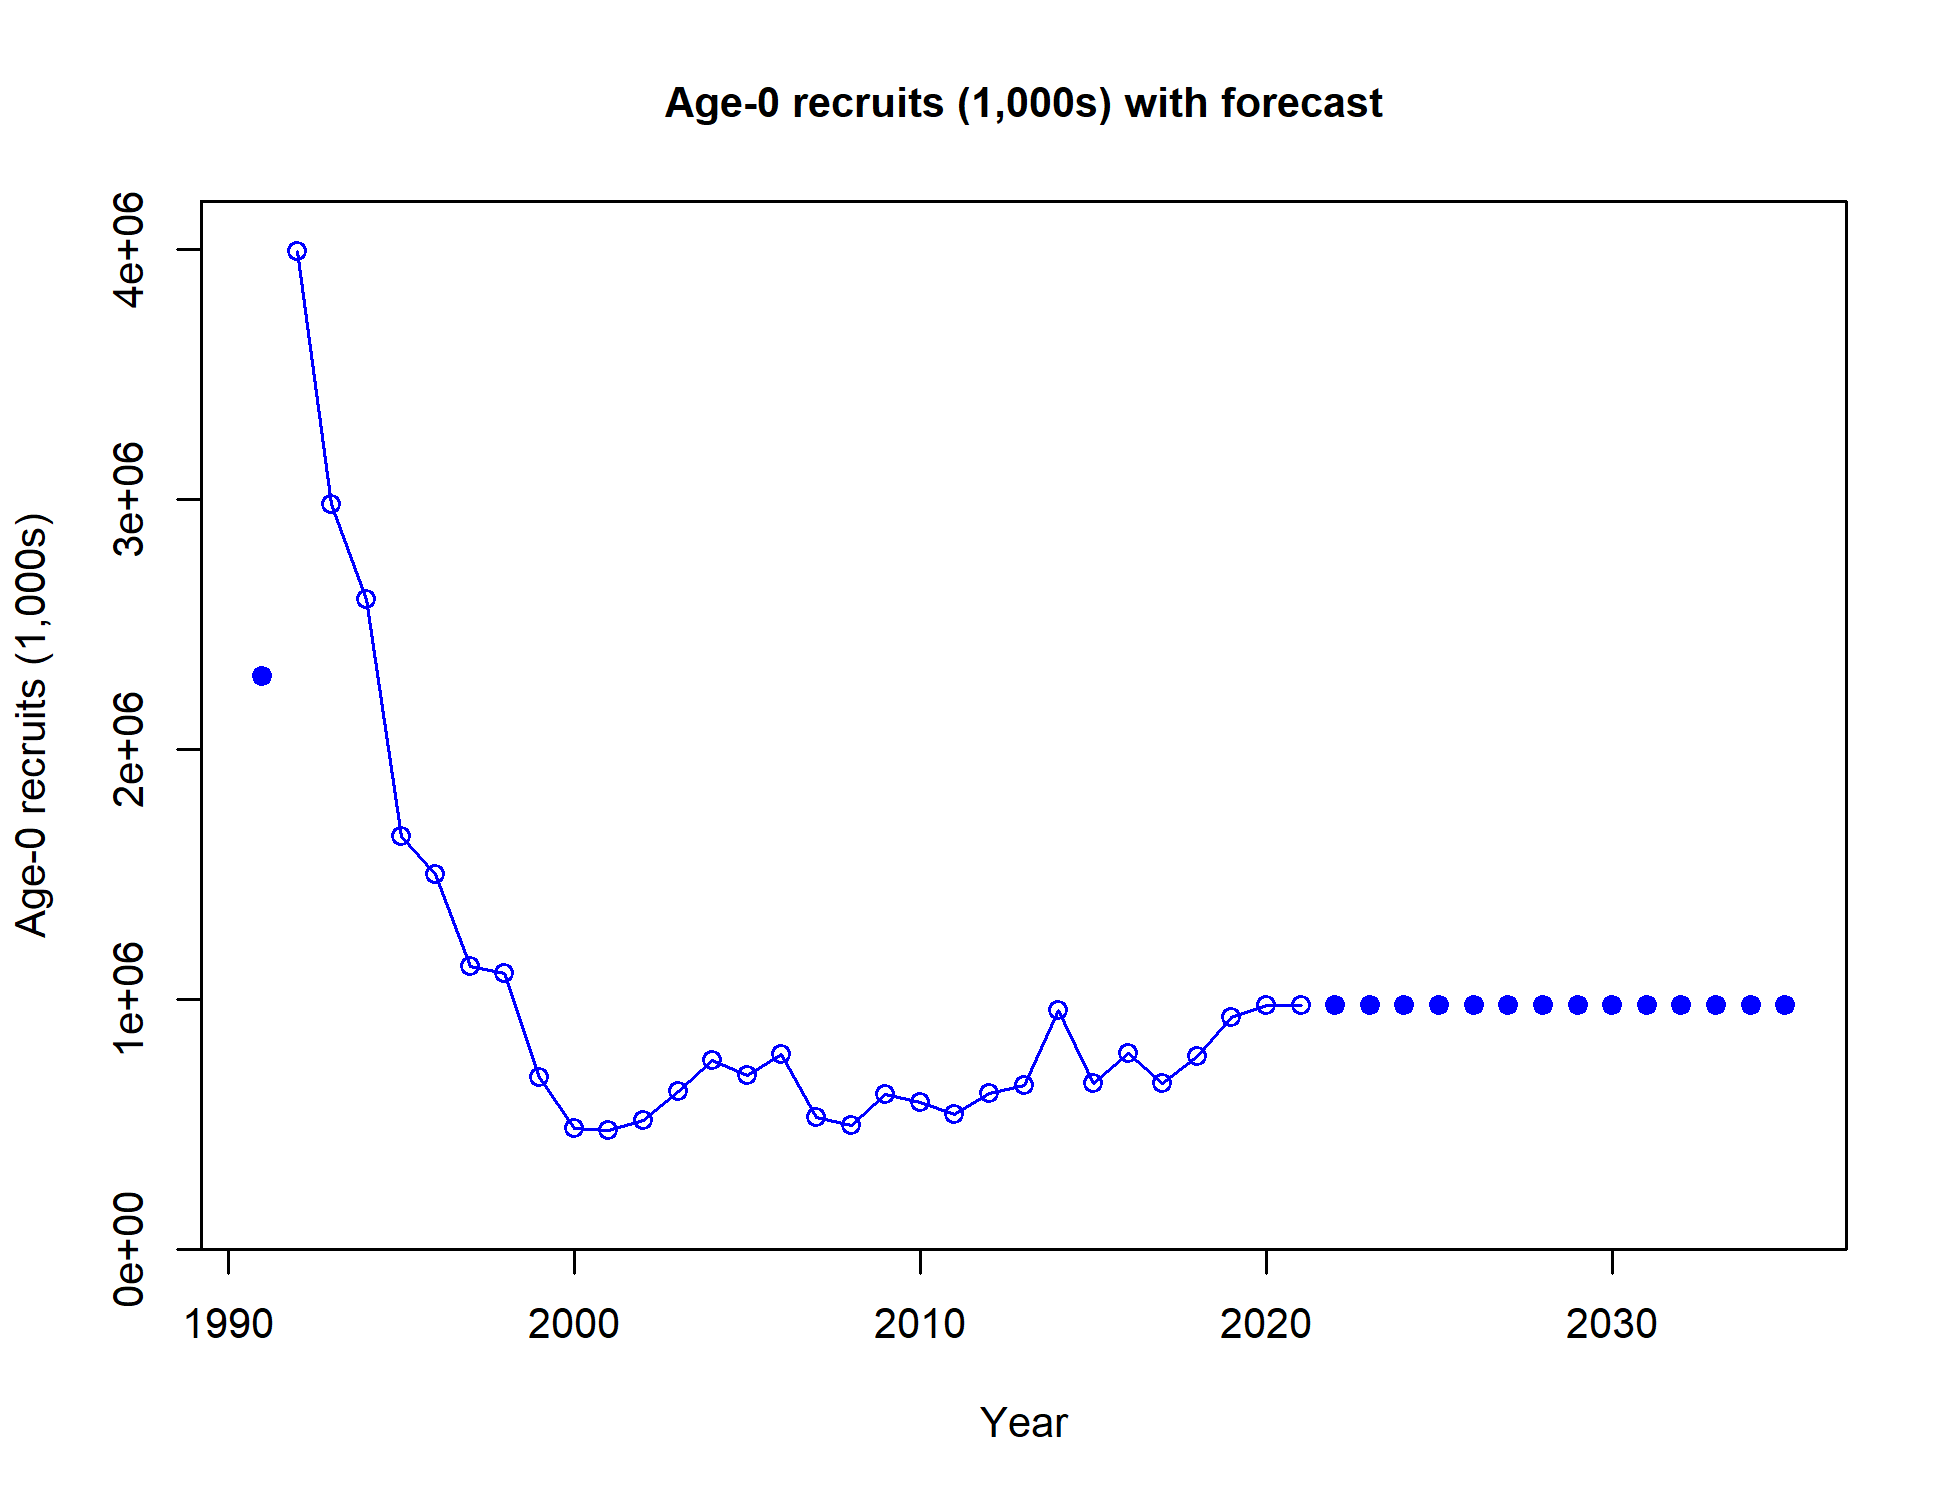 Age-0 recruits (1,000s) with forecast
Age-0 recruits (1,000s)
4e+06
3e+06
2e+06
1e+06
0e+00
1990 2000 2010 2020 2030
Year